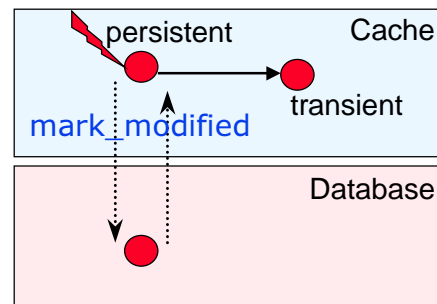 persistent
Cache
transient
mark_modified
Database